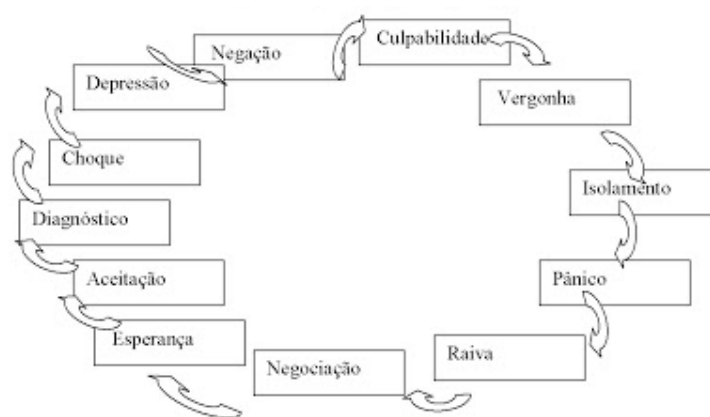 Culpabilidade
Negação
Depressão
Vergonha
Choque
Isolamento
Diagnóstico
Aceitação
Pânico
Esperança
Raiva
Negociação